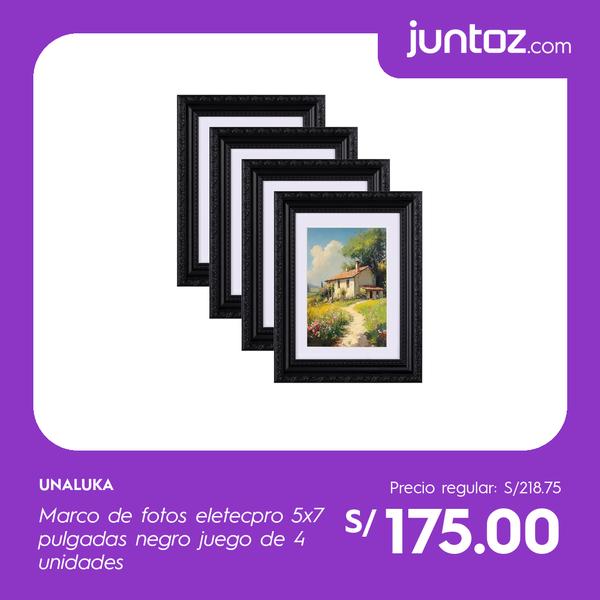 juntoz.com
UNALUKA
Marco de fotos eletecpro 5x7
pulgadas negro juego de 4
unidades
Precio regular: S/218.75
S/ 175.00